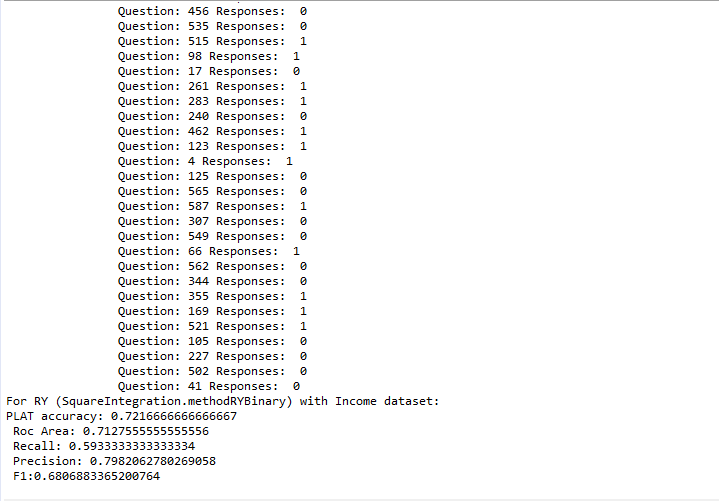 Question: 456 Responses:  0
Question: 535 Responses:  0
Question: 515 Responses:  1
Question: 98 Responses:  1
Question: 17 Responses:  0
Question: 261 Responses:  1
Question: 283 Responses:  1
Question: 240 Responses:  0
Question: 462 Responses:  1
Question: 123 Responses:  1
Question: 4 Responses:  1
Question: 125 Responses:  0
Question: 565 Responses:  0
Question: 587 Responses:  1
Question: 307 Responses:  0
Question: 549 Responses:  0
Question: 66 Responses:  1
Question: 562 Responses:  0
Question: 344 Responses:  0
Question: 355 Responses:  1
Question: 169 Responses:  1
Question: 521 Responses:  1
Question: 105 Responses:  0
Question: 227 Responses:  0
Question: 502 Responses:  0
Question: 41 Responses:  0
For RY (SquareIntegration.methodRYBinary) with Income dataset:
PLAT accuracy: 0.7216666666666667
Roc Area: 0.7127555555555556
Recall: 0.5933333333333334
Precision: 0.7982062780269058
F1:0.6806883365200764